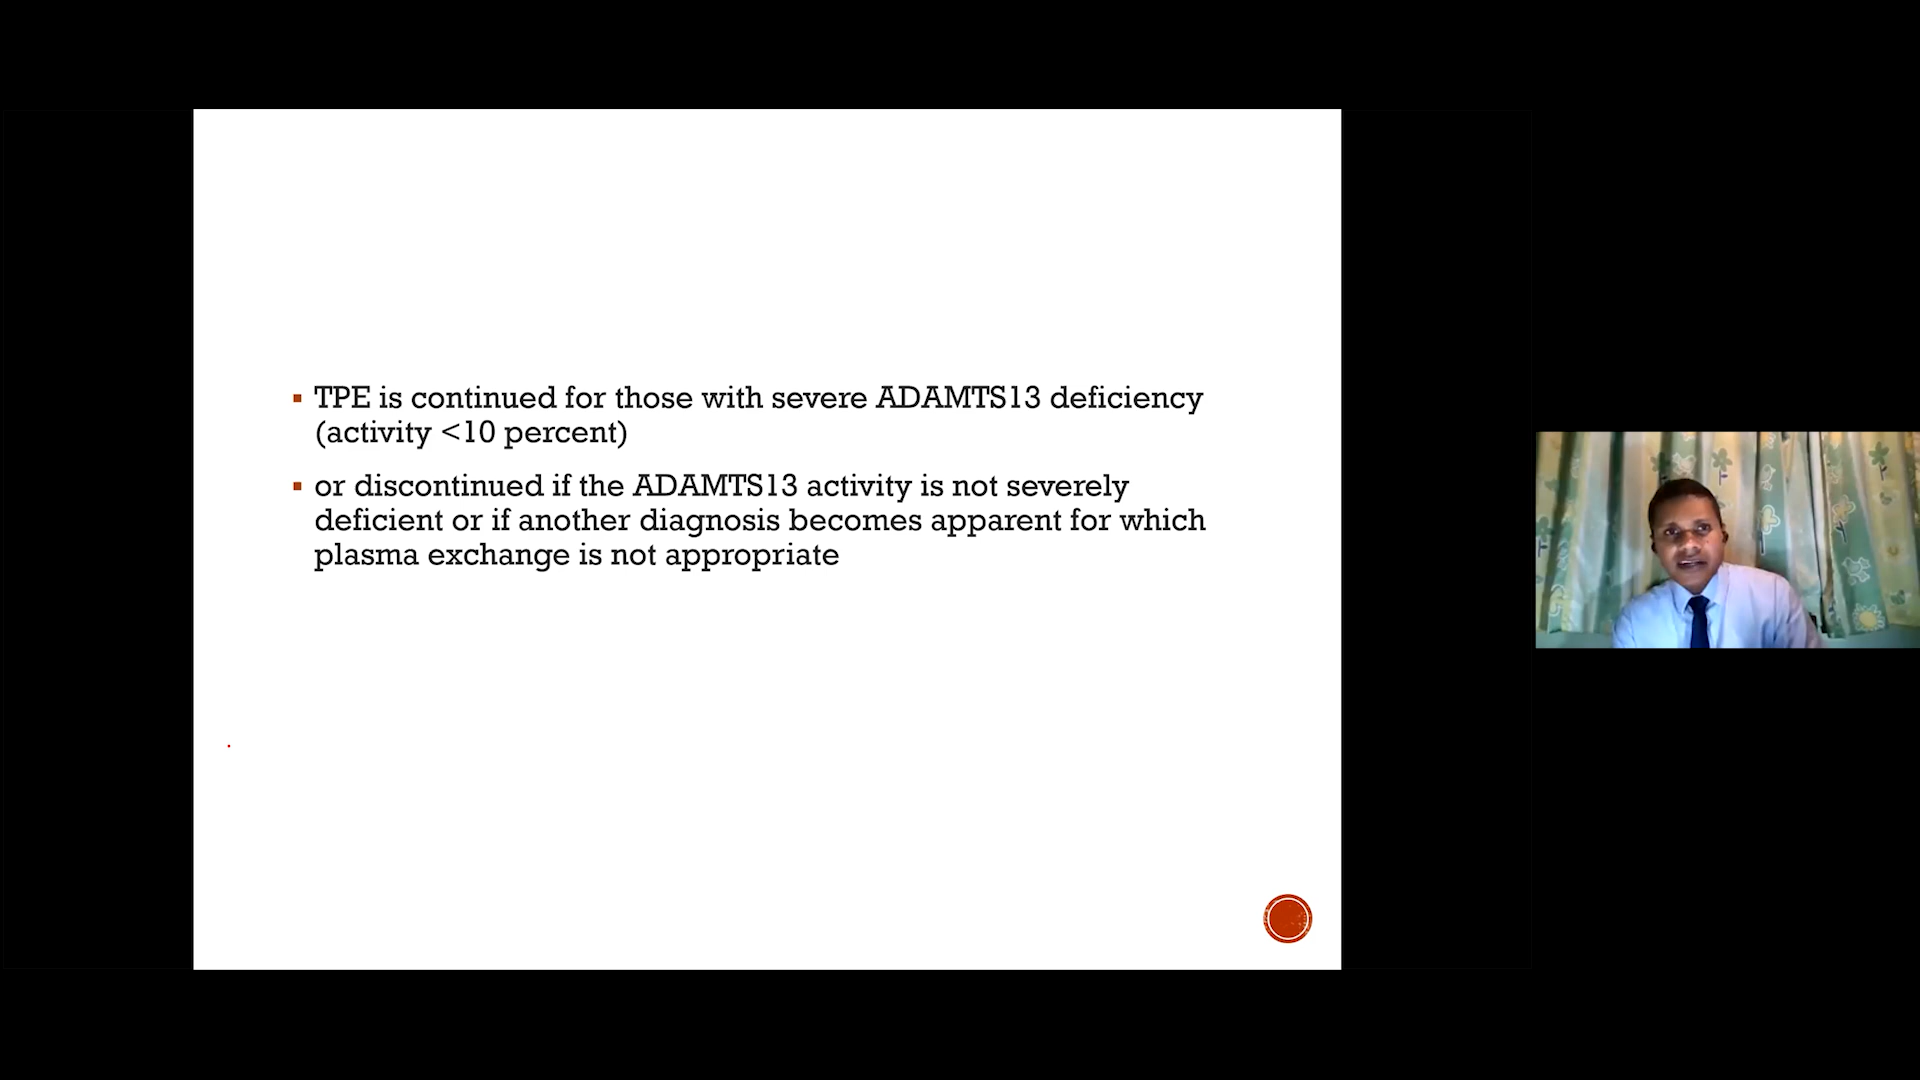 TPE is continued for those with severe ADAMTS13 deficiency
(activity <10 percent)
or discontinued if the ADAMTS13 activity is not severely
deficient or if another diagnosis becomes apparent for which
plasma exchange is not appropriate